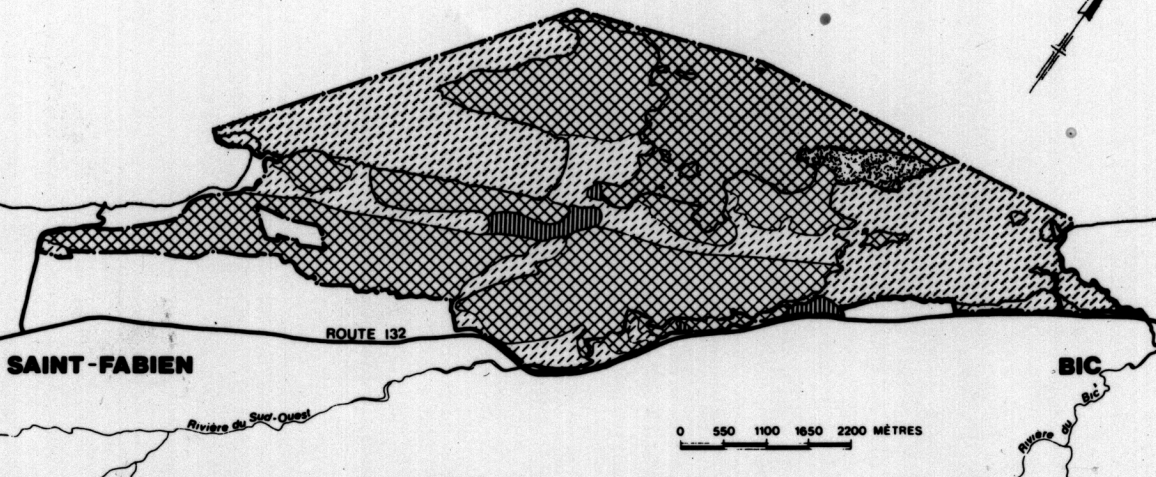 ROUTE 132
SAINT-FABIEN
BIC
Rivière du Sud-Ouest
Rivière du Bic
0 550 1100 1650 2200 MÈTRES